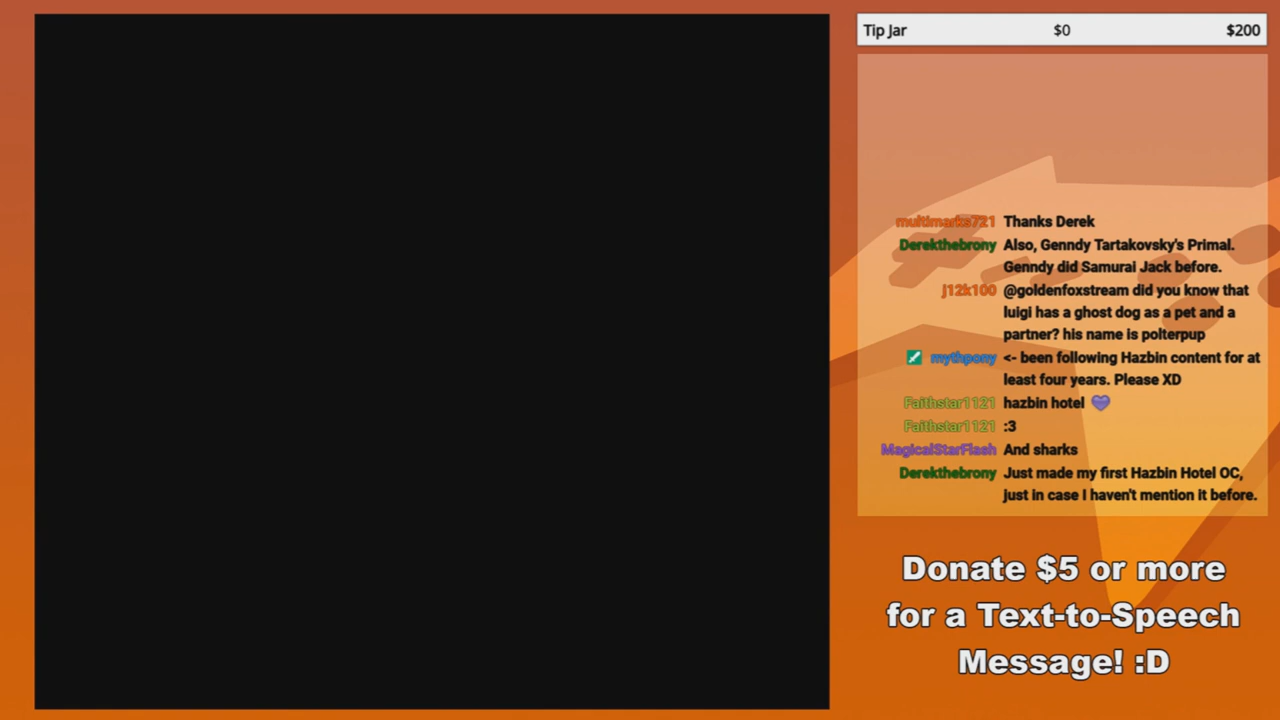 Tip Jar $0 $200
multimarks721 Thanks Derek
Derekthebrony Also, Genndy Tartakovsky's Primal.
Genndy did Samurai Jack before.
j12k100 @goldenfoxstream did you know that
luigi has a ghost dog as a pet and a
partner? his name is polterpup
mythpony <- been following Hazbin content for at
least four years. Please XD
Faithstar1121 hazbin hotel 💜
Faithstar1121 :3
MagicalStarFlash And sharks
Derekthebrony Just made my first Hazbin Hotel OC,
just in case I haven't mention it before.
Donate $5 or more
for a Text-to-Speech
Message! :D